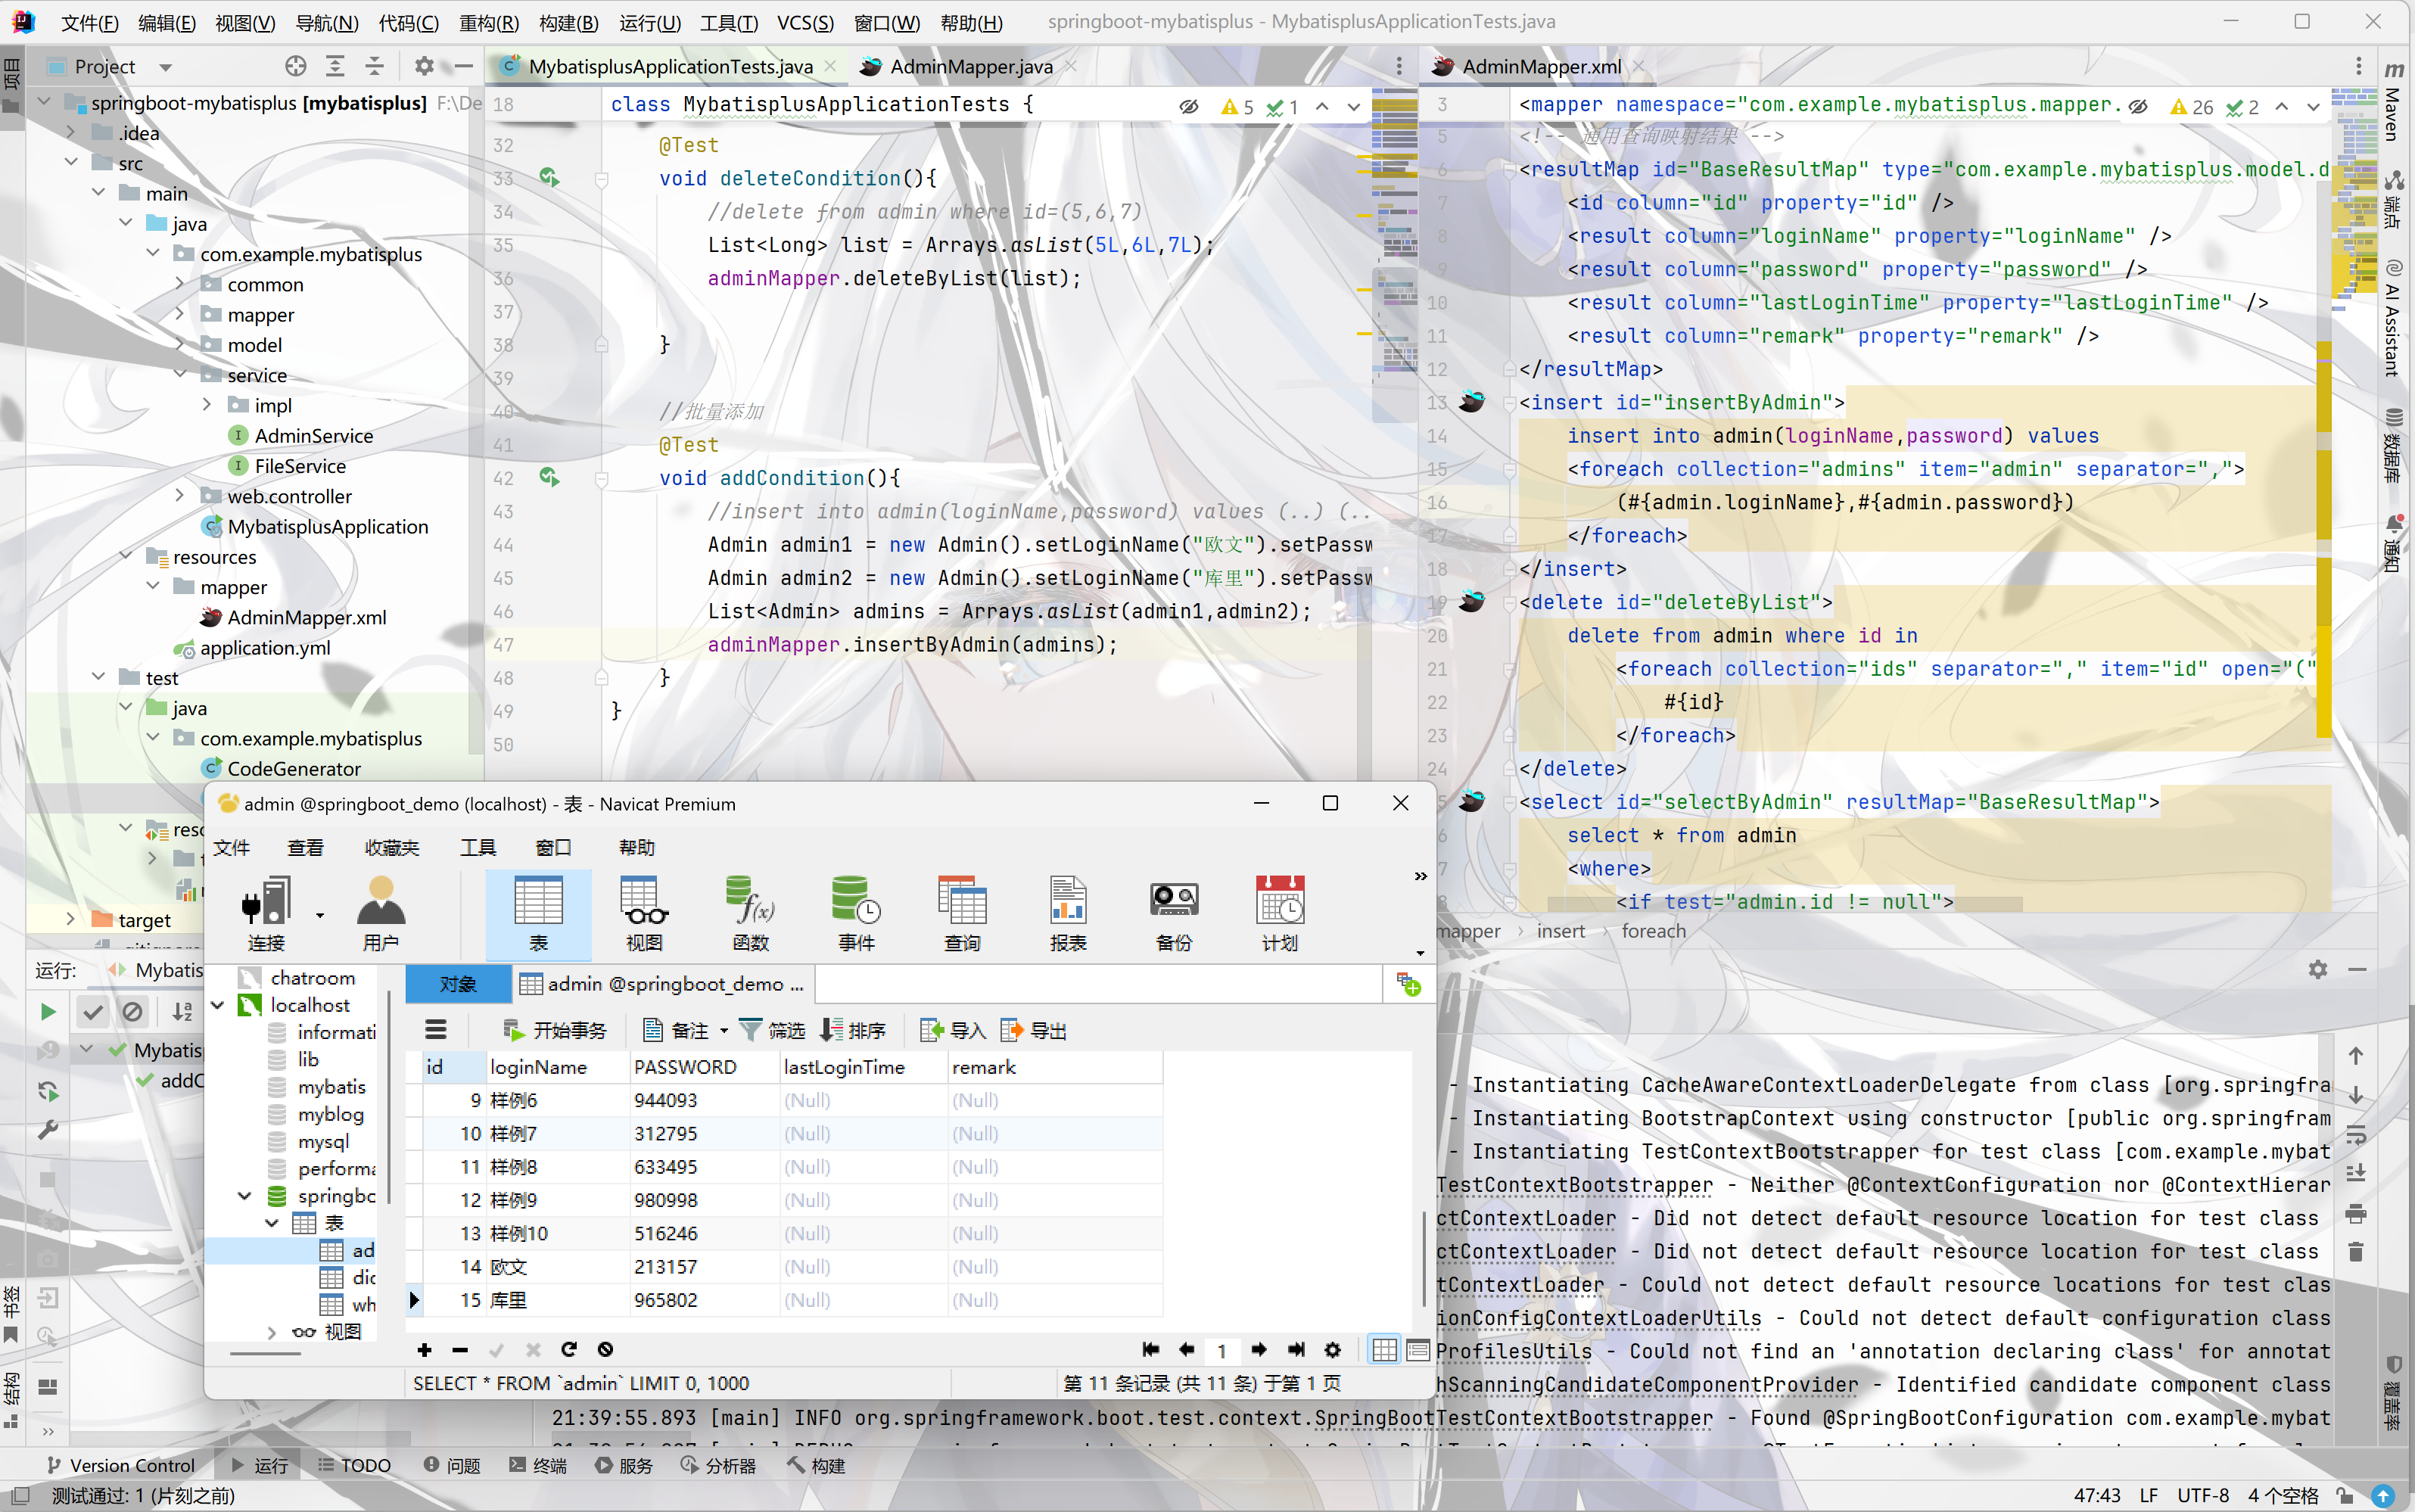 文件(F) 编辑(E) 视图(V) 导航(N) 代码(C) 重构(R) 构建(B) 运行(U) 工具(T) VCS(S) 窗口(W) 帮助(H) springboot-mybatisplus - MybatisplusApplicationTests.java
项目
Project
springboot-mybatisplus [mybatisplus] F:\De
.idea
src
main
java
com.example.mybatisplus
common
mapper
model
service
impl
AdminService
FileService
web.controller
MybatisplusApplication
resources
mapper
AdminMapper.xml
application.yml
test
java
com.example.mybatisplus
CodeGenerator
target
MybatisplusApplicationTests.java AdminMapper.java
18 class MybatisplusApplicationTests { 5 1
32 @Test
33 void deleteCondition(){
34 //delete from admin where id=(5,6,7)
35 List<Long> list = Arrays.asList(5L,6L,7L);
36 adminMapper.deleteByList(list);
37
38 }
39
40 //批量添加
41 @Test
42 void addCondition(){
43 //insert into admin(loginName,password) values (..) (..
44 Admin admin1 = new Admin().setLoginName("欧文").setPassw
45 Admin admin2 = new Admin().setLoginName("库里").setPassw
46 List<Admin> admins = Arrays.asList(admin1,admin2);
47 adminMapper.insertByAdmin(admins);
48 }
49 }
50
AdminMapper.xml
3 <mapper namespace="com.example.mybatisplus.mapper. 26 2
5 <!-- 通用查询映射结果 -->
6 <resultMap id="BaseResultMap" type="com.example.mybatisplus.model.d
7 <id column="id" property="id" />
8 <result column="loginName" property="loginName" />
9 <result column="password" property="password" />
10 <result column="lastLoginTime" property="lastLoginTime" />
11 <result column="remark" property="remark" />
12 </resultMap>
13 <insert id="insertByAdmin">
14 insert into admin(loginName,password) values
15 <foreach collection="admins" item="admin" separator=",">
16 (#{admin.loginName},#{admin.password})
17 </foreach>
18 </insert>
19 <delete id="deleteByList">
20 delete from admin where id in
21 <foreach collection="ids" separator="," item="id" open="("
22 #{id}
23 </foreach>
24 </delete>
5 <select id="selectByAdmin" resultMap="BaseResultMap">
6 select * from admin
7 <where>
8 <if test="admin.id != null">
mapper › insert › foreach
Maven
端点
AI Assistant
数据库
通知
覆盖率
admin @springboot_demo (localhost) - 表 - Navicat Premium
文件 查看 收藏夹 工具 窗口 帮助
连接 用户 表 视图 函数 事件 查询 报表 备份 计划
chatroom
localhost
informati
lib
mybatis
myblog
mysql
performa
springbo
表
ad
dic
wh
视图
对象 admin @springboot_demo ...
开始事务 备注 筛选 排序 导入 导出
id loginName PASSWORD lastLoginTime remark
9 样例6 944093 (Null) (Null)
10 样例7 312795 (Null) (Null)
11 样例8 633495 (Null) (Null)
12 样例9 980998 (Null) (Null)
13 样例10 516246 (Null) (Null)
14 欧文 213157 (Null) (Null)
15 库里 965802 (Null) (Null)
1
SELECT * FROM `admin` LIMIT 0, 1000 第 11 条记录 (共 11 条) 于第 1 页
运行: Mybatis
Mybatis
addC
书签
结构
- Instantiating CacheAwareContextLoaderDelegate from class [org.springfra
- Instantiating BootstrapContext using constructor [public org.springfram
- Instantiating TestContextBootstrapper for test class [com.example.mybat
TestContextBootstrapper - Neither @ContextConfiguration nor @ContextHierar
ctContextLoader - Did not detect default resource location for test class
ctContextLoader - Did not detect default resource location for test class
tContextLoader - Could not detect default resource locations for test clas
ionConfigContextLoaderUtils - Could not detect default configuration class
ProfilesUtils - Could not find an 'annotation declaring class' for annotat
hScanningCandidateComponentProvider - Identified candidate component class
21:39:55.893 [main] INFO org.springframework.boot.test.context.SpringBootTestContextBootstrapper - Found @SpringBootConfiguration com.example.mybat
Version Control 运行 TODO 问题 终端 服务 分析器 构建
测试通过: 1 (片刻之前) 47:43 LF UTF-8 4 个空格